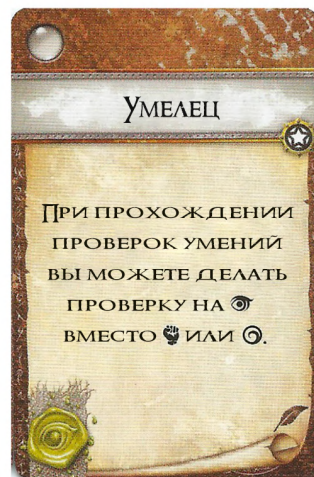 Умелец
При прохождении
проверок умений
вы можете делать
проверку на
вместо или .